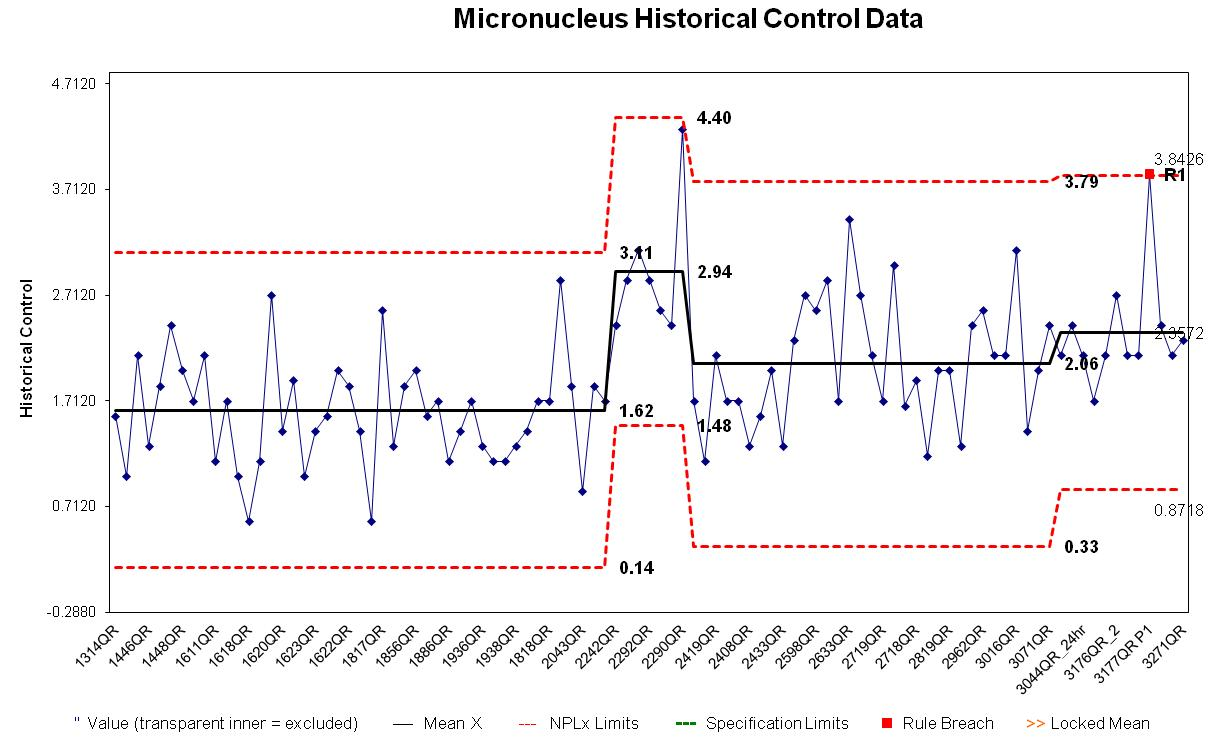 Micronucleus Historical Control Data
Historical Control
4.7120
3.7120
2.7120
1.7120
0.7120
-0.2880
4.40
3.8426
3.79
R1
3.11
2.94
2.3572
2.06
1.62
1.48
0.8718
0.33
0.14
1314QR
1446QR
1448QR
1611QR
1618QR
1620QR
1623QR
1622QR
1817QR
1856QR
1886QR
1936QR
1938QR
1818QR
2043QR
2242QR
2292QR
2290QR
2419QR
2408QR
2433QR
2598QR
2633QR
2719QR
2718QR
2819QR
2962QR
3016QR
3071QR
3044QR_24hr
3176QR_2
3177QR P1
3271QR
" Value (transparent inner = excluded)
Mean X
NPLx Limits
Specification Limits
Rule Breach
>> Locked Mean